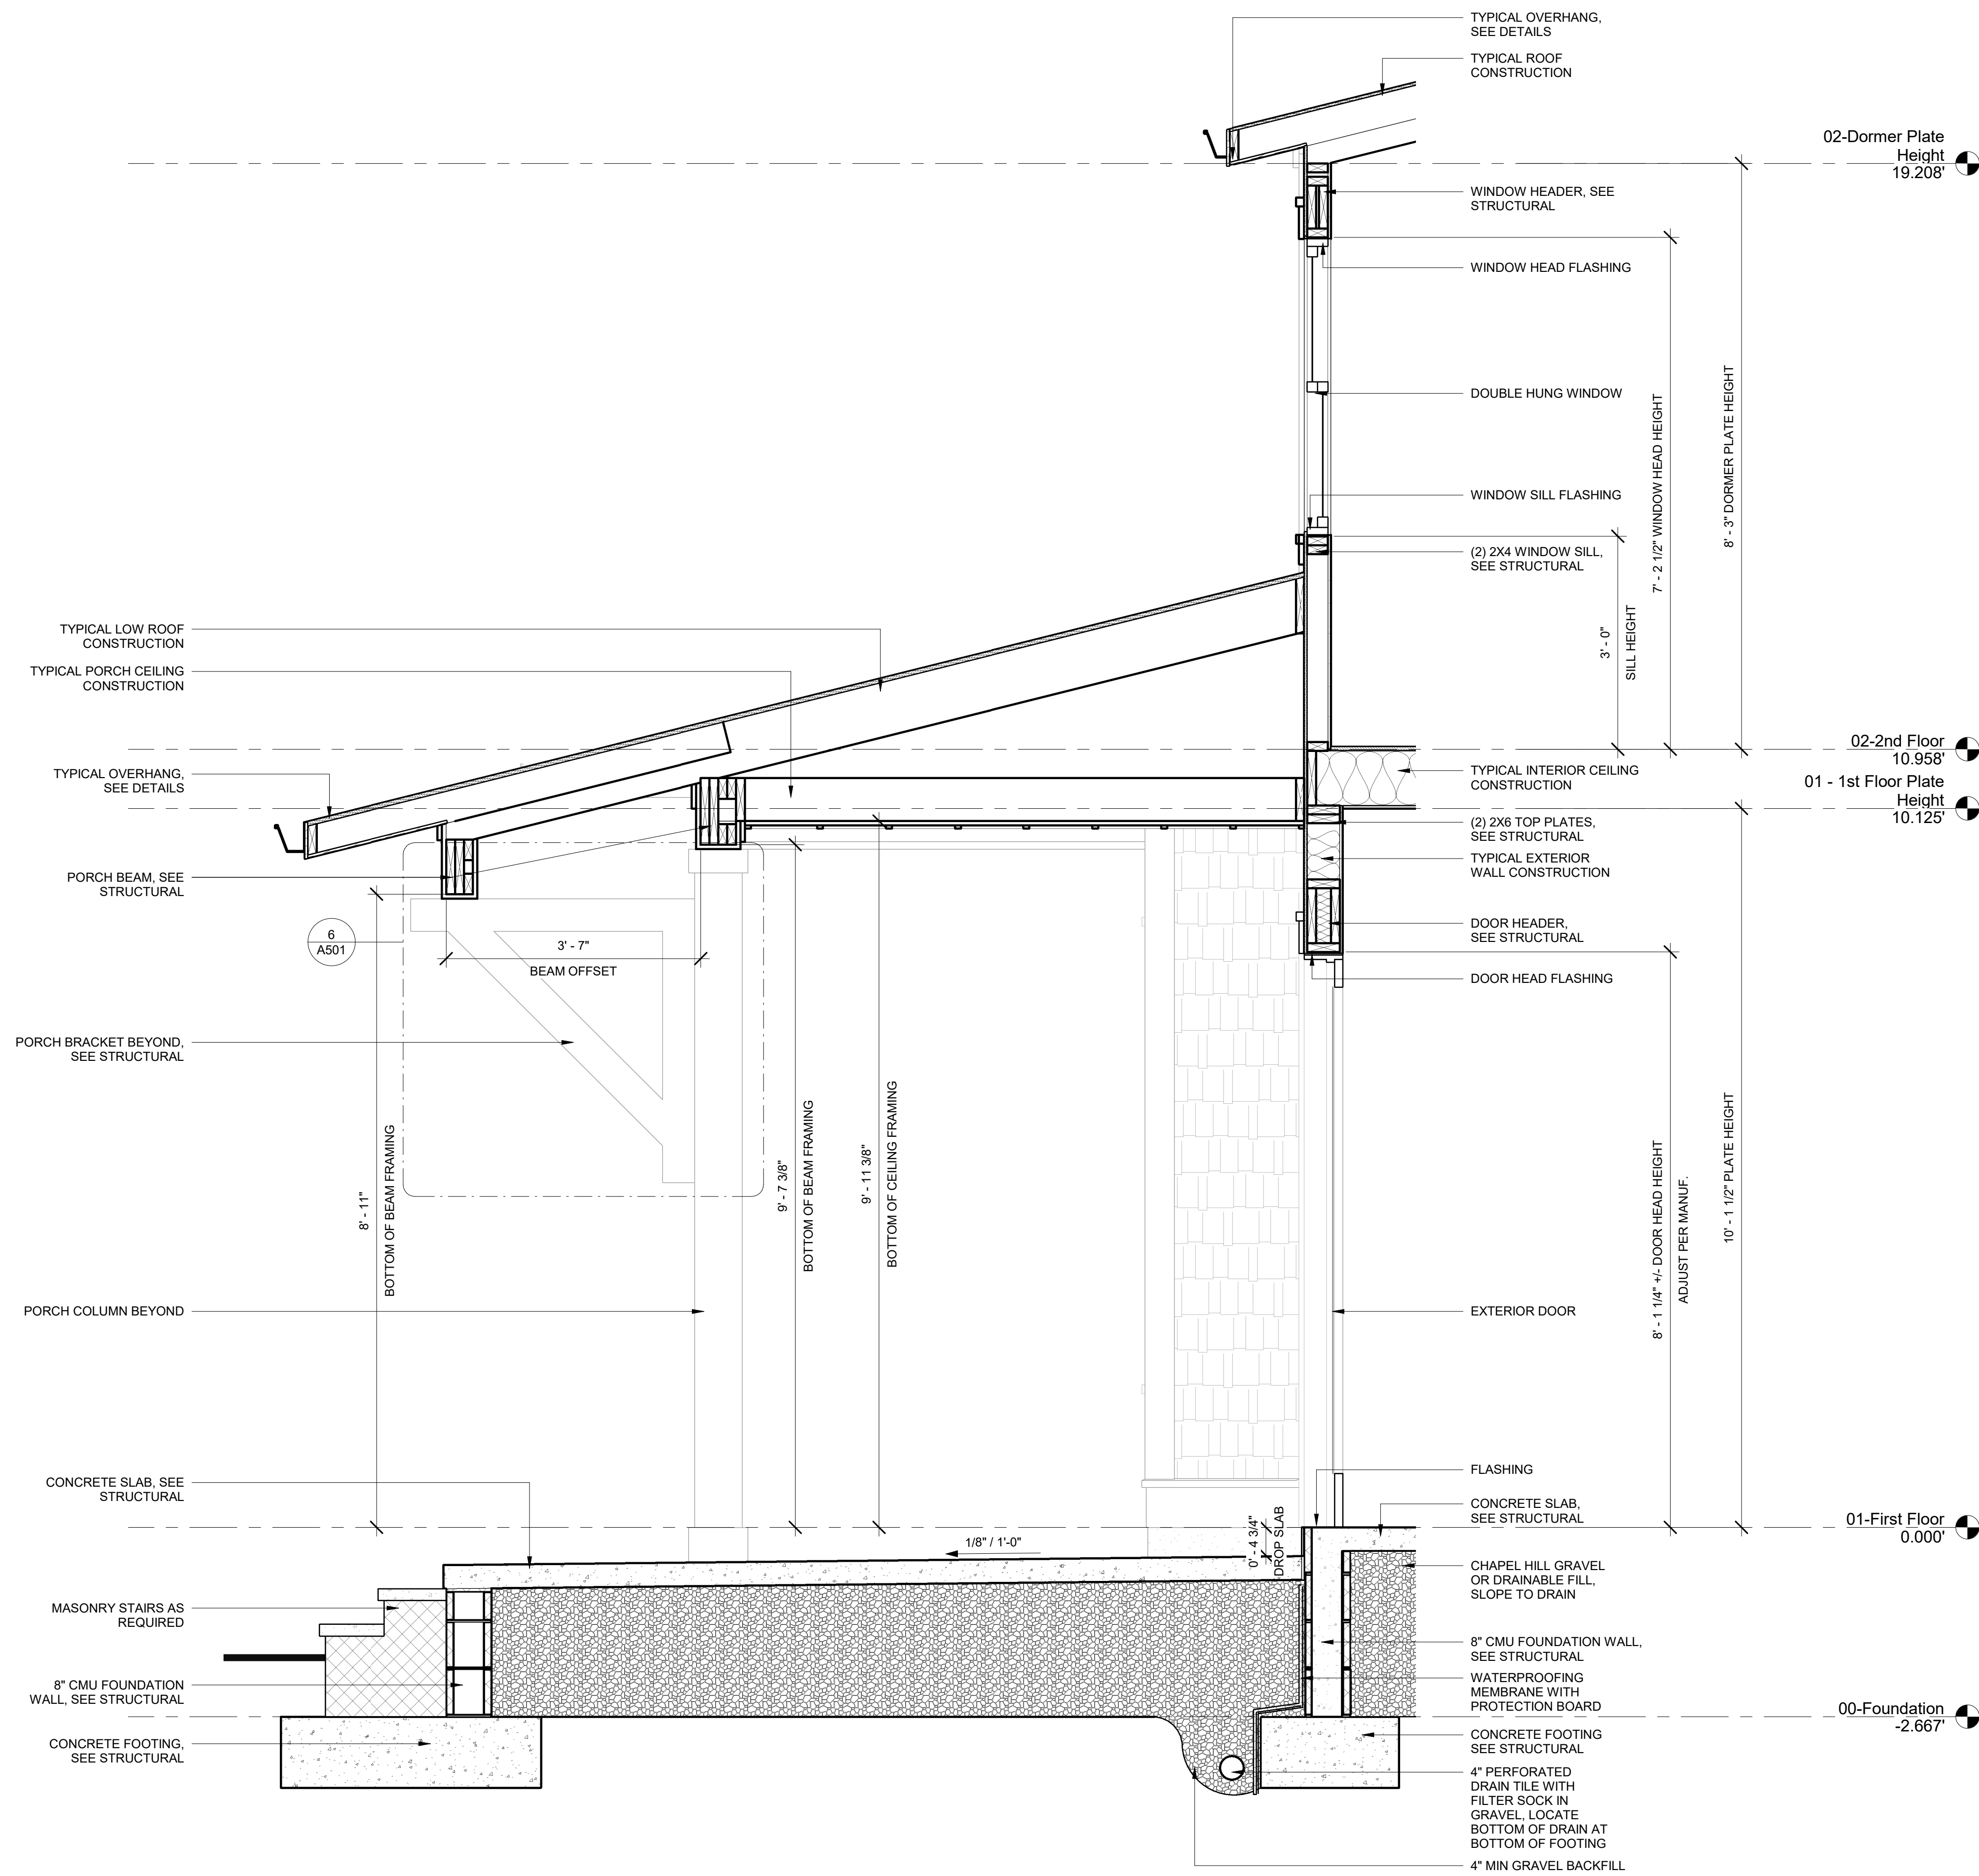 TYPICAL OVERHANG,
SEE DETAILS
TYPICAL ROOF
CONSTRUCTION
02-Dormer Plate
Height
19.208'
WINDOW HEADER, SEE
STRUCTURAL
WINDOW HEAD FLASHING
DOUBLE HUNG WINDOW
7' - 2 1/2" WINDOW HEAD HEIGHT
8' - 3" DORMER PLATE HEIGHT
WINDOW SILL FLASHING
(2) 2X4 WINDOW SILL,
SEE STRUCTURAL
3' - 0"
SILL HEIGHT
TYPICAL LOW ROOF
CONSTRUCTION
TYPICAL PORCH CEILING
CONSTRUCTION
TYPICAL OVERHANG,
SEE DETAILS
02-2nd Floor
10.958'
TYPICAL INTERIOR CEILING
CONSTRUCTION
01 - 1st Floor Plate
Height
10.125'
(2) 2X6 TOP PLATES,
SEE STRUCTURAL
TYPICAL EXTERIOR
WALL CONSTRUCTION
PORCH BEAM, SEE
STRUCTURAL
DOOR HEADER,
SEE STRUCTURAL
6
A501
3' - 7"
BEAM OFFSET
DOOR HEAD FLASHING
PORCH BRACKET BEYOND,
SEE STRUCTURAL
8' - 11"
BOTTOM OF BEAM FRAMING
9' - 7 3/8"
BOTTOM OF BEAM FRAMING
9' - 11 3/8"
BOTTOM OF CEILING FRAMING
8' - 1 1/4" +/- DOOR HEAD HEIGHT
ADJUST PER MANUF.
10' - 1 1/2" PLATE HEIGHT
PORCH COLUMN BEYOND
EXTERIOR DOOR
CONCRETE SLAB, SEE
STRUCTURAL
FLASHING
CONCRETE SLAB,
SEE STRUCTURAL
01-First Floor
0.000'
1/8" / 1'-0"
0' - 4 3/4"
DROP SLAB
CHAPEL HILL GRAVEL
OR DRAINABLE FILL,
SLOPE TO DRAIN
MASONRY STAIRS AS
REQUIRED
8" CMU FOUNDATION WALL,
SEE STRUCTURAL
8" CMU FOUNDATION
WALL, SEE STRUCTURAL
WATERPROOFING
MEMBRANE WITH
PROTECTION BOARD
00-Foundation
-2.667'
CONCRETE FOOTING,
SEE STRUCTURAL
CONCRETE FOOTING
SEE STRUCTURAL
4" PERFORATED
DRAIN TILE WITH
FILTER SOCK IN
GRAVEL, LOCATE
BOTTOM OF DRAIN AT
BOTTOM OF FOOTING
4" MIN GRAVEL BACKFILL